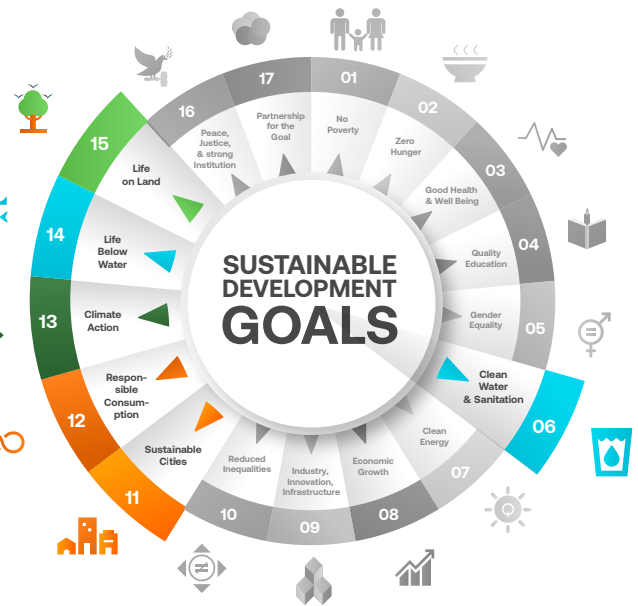 SUSTAINABLE
DEVELOPMENT
GOALS
01
No
Poverty
02
Zero
Hunger
03
Good Health
& Well Being
04
Quality
Education
05
Gender
Equality
06
Clean
Water
& Sanitation
07
Clean
Energy
08
Economic
Growth
09
Industry,
Innovation,
Infrastructure
10
Reduced
Inequalities
11
Sustainable
Cities
12
Respon-
sible
Consum-
ption
13
Climate
Action
14
Life
Below
Water
15
Life
on Land
16
Peace,
Justice,
& strong
Institution
17
Partnership
for the
Goal